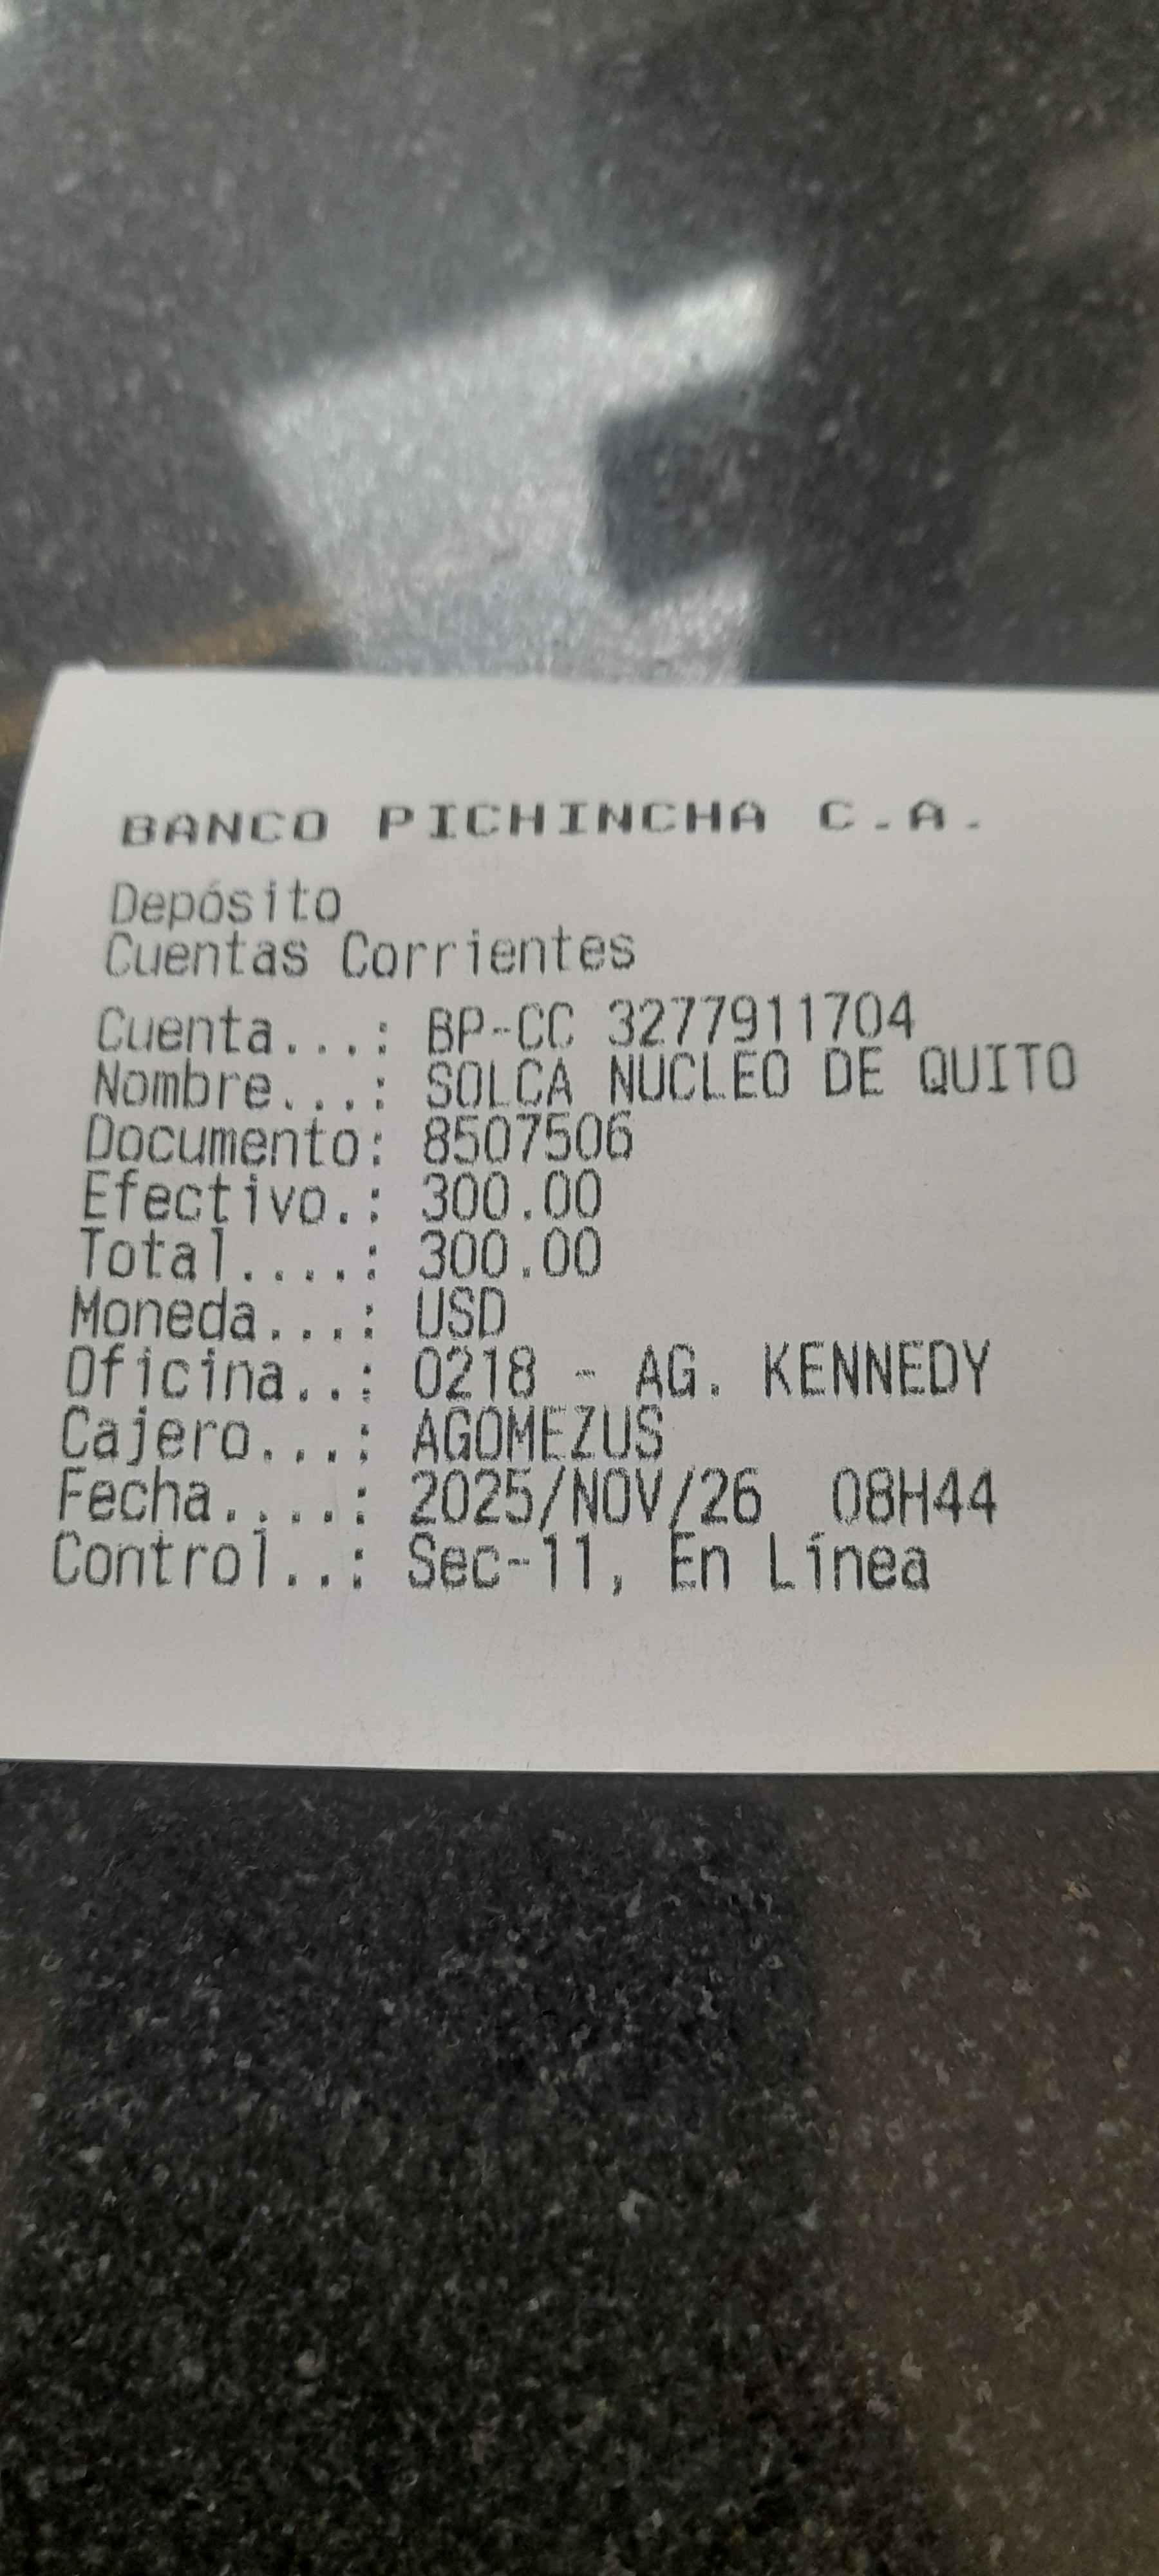 BANCO PICHINCHA C.A.
Depósito
Cuentas Corrientes
Cuenta...: BP-CC 3277911704
Nombre...: SOLCA NUCLEO DE QUITO
Documento: 8507506
Efectivo.: 300.00
Total....: 300.00
Moneda...: USD
Oficina..: 0218 - AG. KENNEDY
Cajero...: AGOMEZUS
Fecha....: 2025/NOV/26 08H44
Control..: Sec-11, En Línea